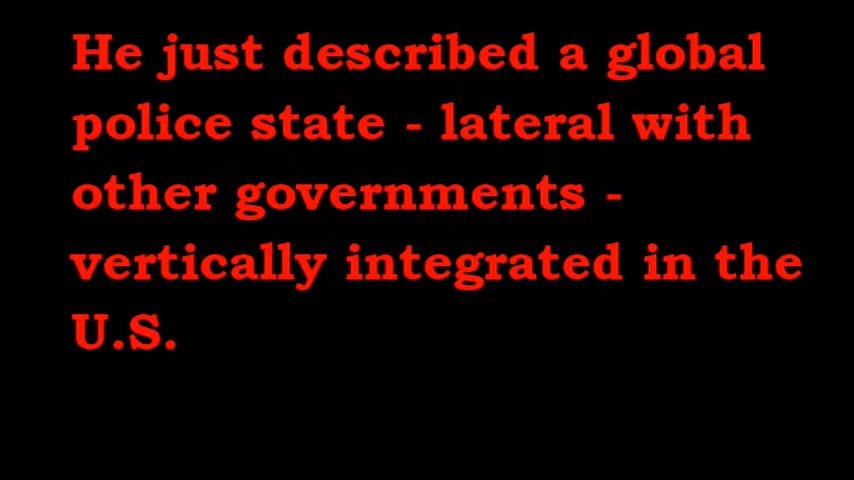 He just described a global
police state - lateral with
other governments -
vertically integrated in the
U.S.